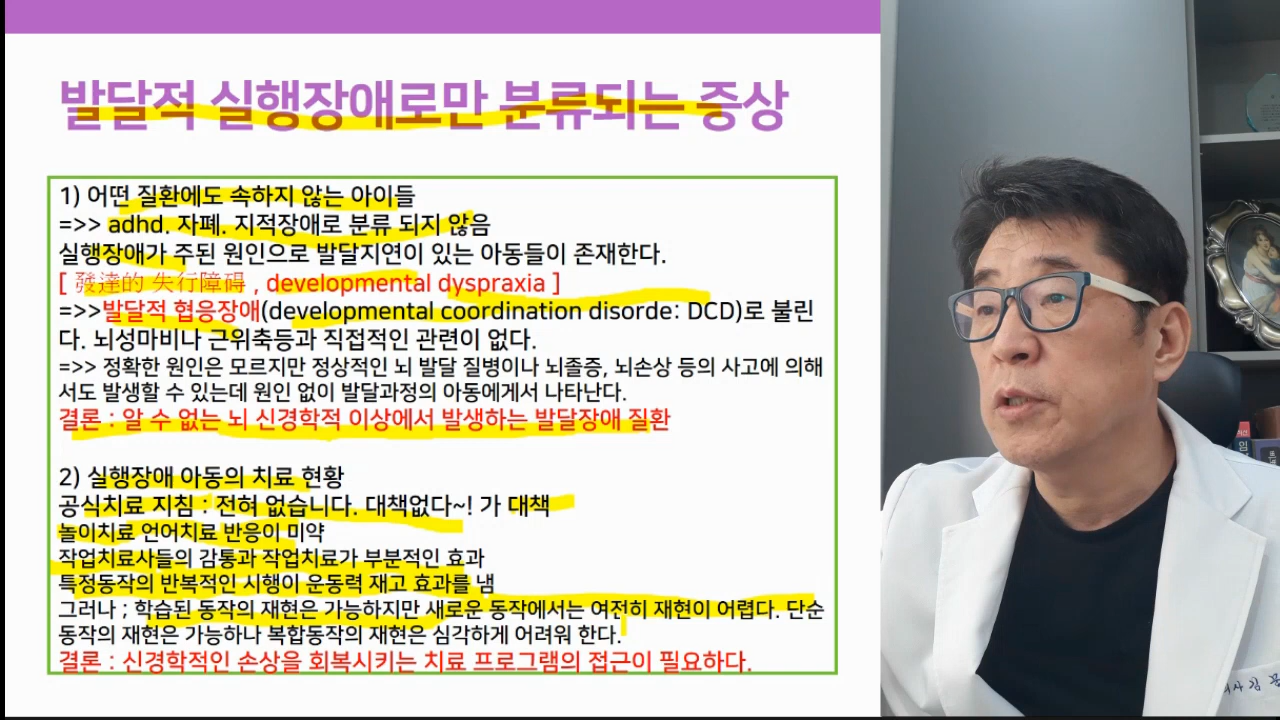 발달적 실행장애로만 분류되는 증상
1) 어떤 질환에도 속하지 않는 아이들
=>> adhd. 자폐. 지적장애로 분류 되지 않음
실행장애가 주된 원인으로 발달지연이 있는 아동들이 존재한다.
[ 發達的 失行障碍 , developmental dyspraxia ]
=>>발달적 협응장애(developmental coordination disorde: DCD)로 불린
다. 뇌성마비나 근위축등과 직접적인 관련이 없다.
=>> 정확한 원인은 모르지만 정상적인 뇌 발달 질병이나 뇌졸증, 뇌손상 등의 사고에 의해
서도 발생할 수 있는데 원인 없이 발달과정의 아동에게서 나타난다.
결론 : 알 수 없는 뇌 신경학적 이상에서 발생하는 발달장애 질환
2) 실행장애 아동의 치료 현황
공식치료 지침 : 전혀 없습니다. 대책없다~! 가 대책
놀이치료 언어치료 반응이 미약
작업치료사들의 감통과 작업치료가 부분적인 효과
특정동작의 반복적인 시행이 운동력 재고 효과를 냄
그러나 ; 학습된 동작의 재현은 가능하지만 새로운 동작에서는 여전히 재현이 어렵다. 단순
동작의 재현은 가능하나 복합동작의 재현은 심각하게 어려워 한다.
결론 : 신경학적인 손상을 회복시키는 치료 프로그램의 접근이 필요하다.